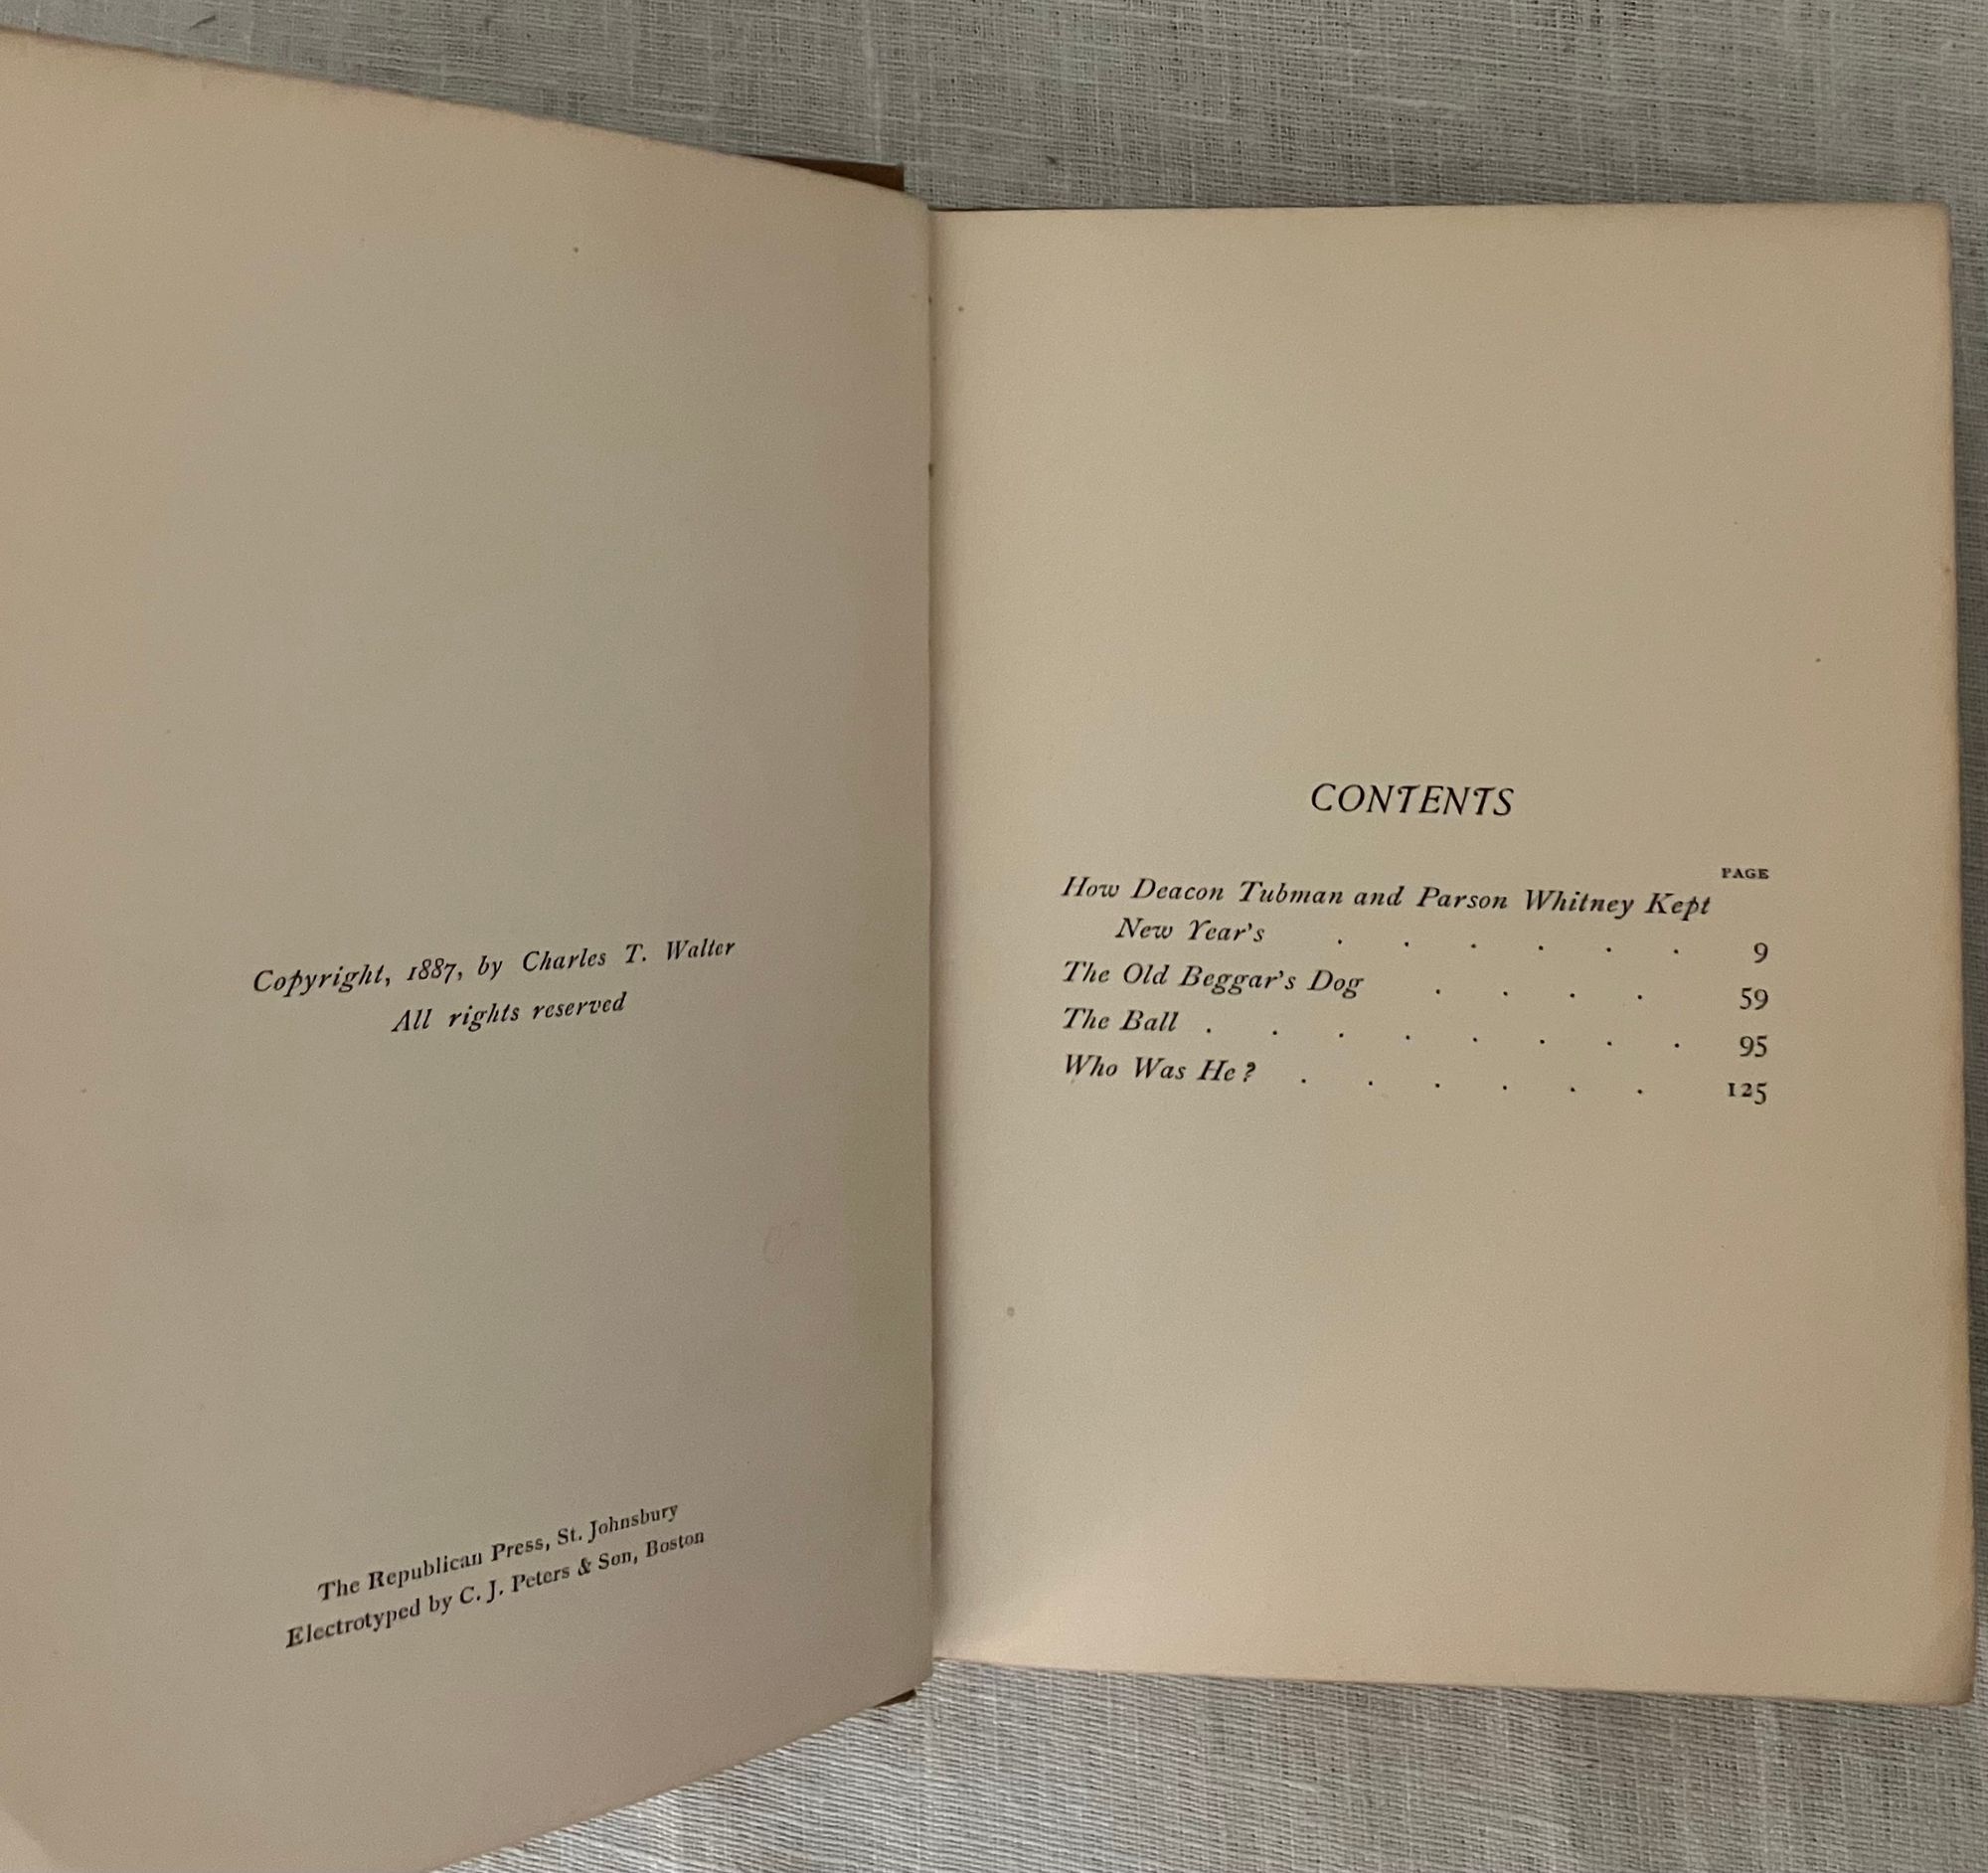 Copyright, 1887, by Charles T. Walter
All rights reserved
The Republican Press, St. Johnsbury
Electrotyped by C. J. Peters & Son, Boston
CONTENTS
PAGE
How Deacon Tubman and Parson Whitney Kept
New Year's . . . . . . 9
The Old Beggar's Dog . . . . 59
The Ball . . . . . . . . 95
Who Was He? . . . . . . 125